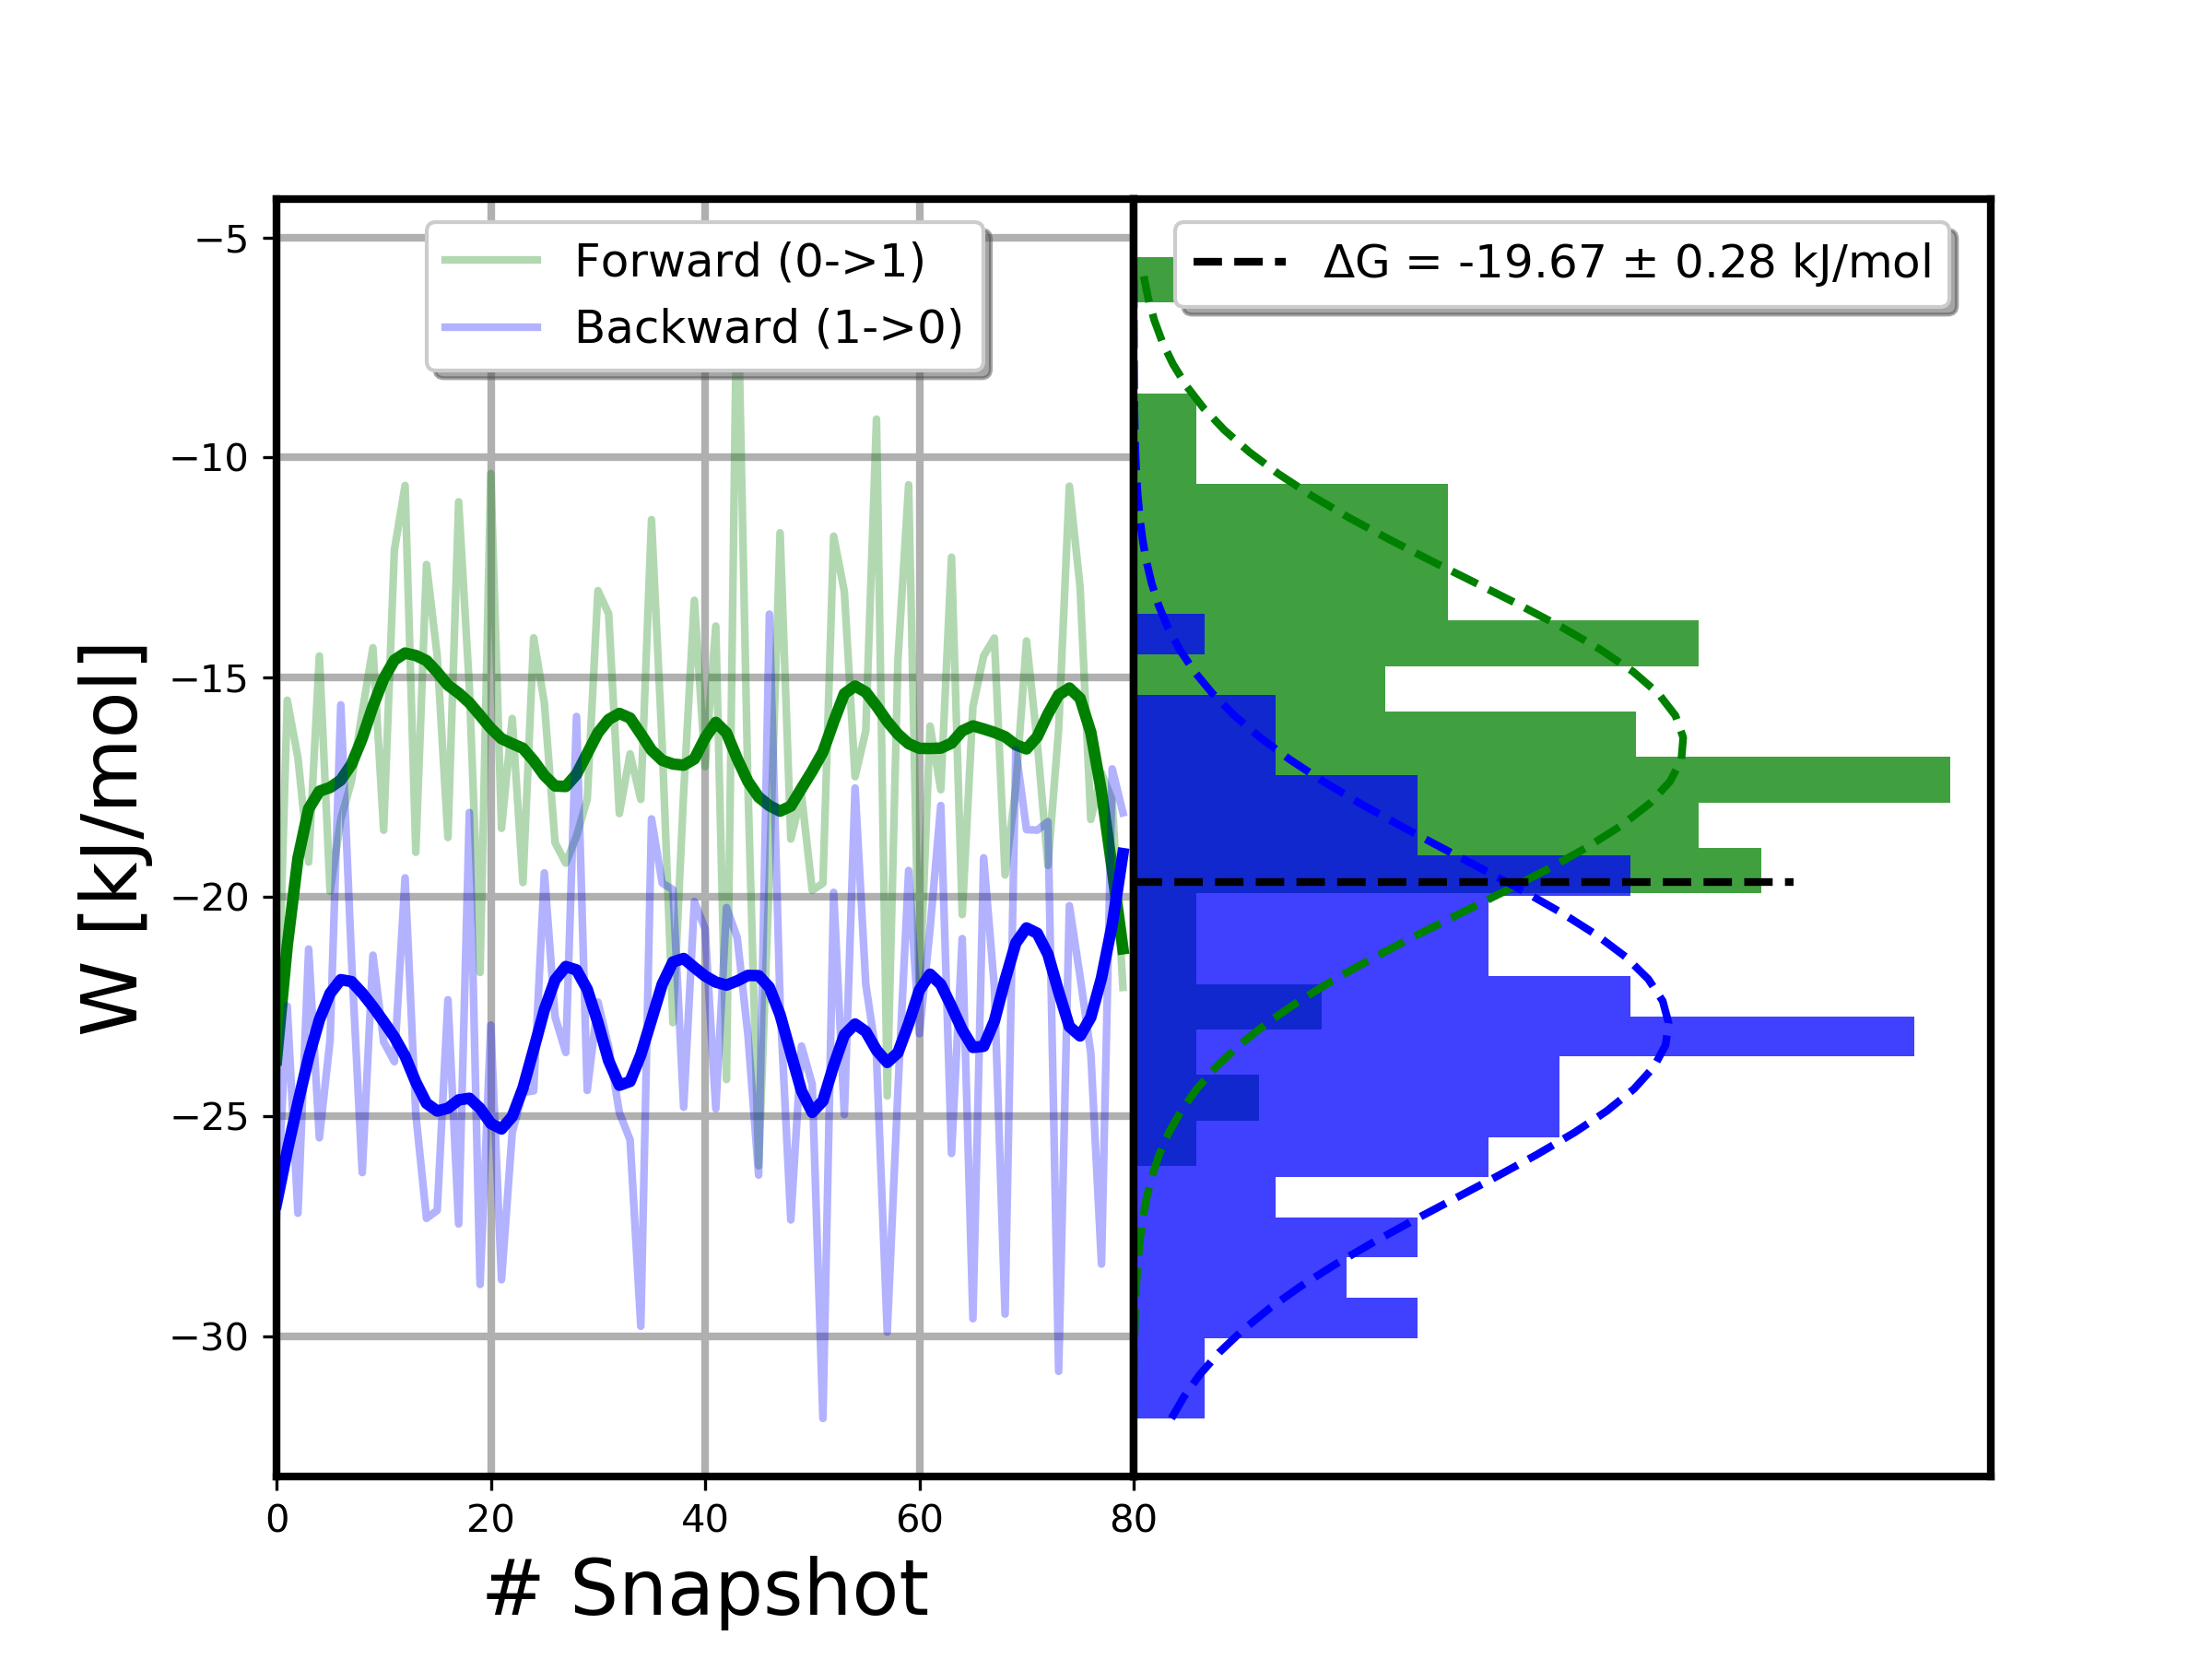 Forward (0->1)
Backward (1->0)
ΔG = -19.67 ± 0.28 kJ/mol
W [kJ/mol]
−5
−10
−15
−20
−25
−30
0 20 40 60 80
# Snapshot